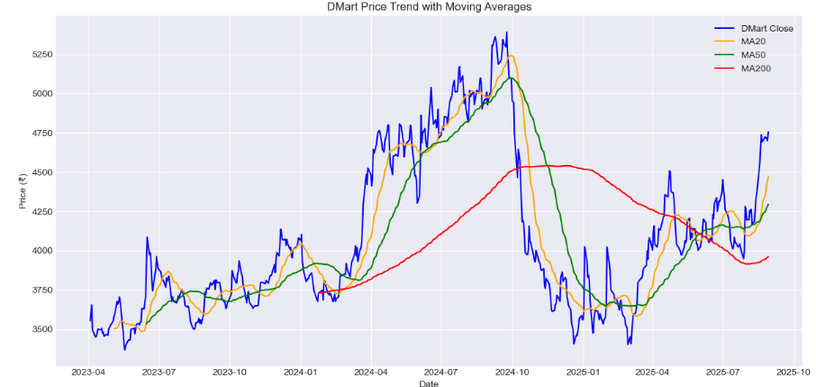 DMart Price Trend with Moving Averages
DMart Close
MA20
MA50
MA200
5250
5000
4750
4500
4250
4000
3750
3500
Price (₹)
2023-04 2023-07 2023-10 2024-01 2024-04 2024-07 2024-10 2025-01 2025-04 2025-07 2025-10
Date